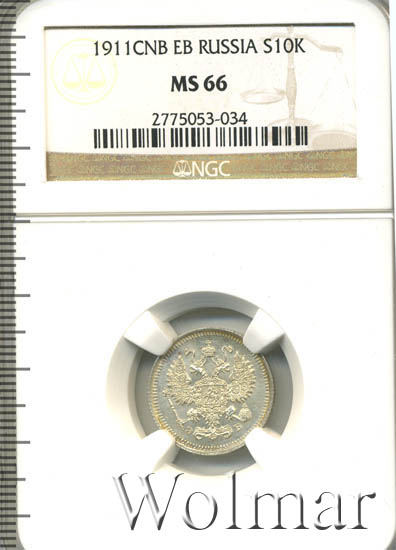 1911CNB EB RUSSIA S10K
MS 66
2775053-034
NGC
Wolmar